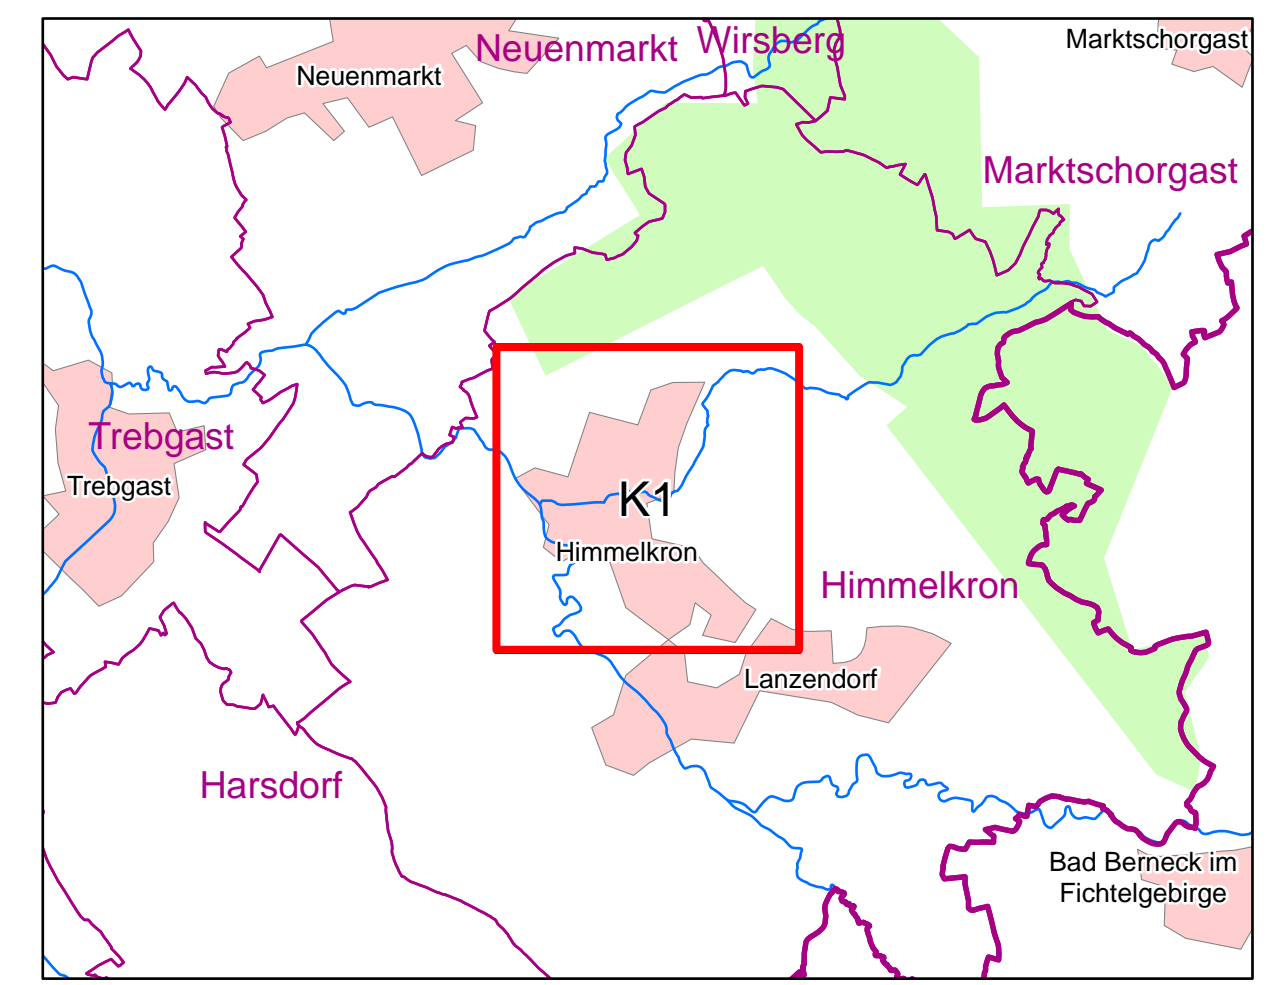 Neuenmarkt
Wirsberg
Marktschorgast
Neuenmarkt
Marktschorgast
Trebgast
Trebgast
K1
Himmelkron
Himmelkron
Lanzendorf
Harsdorf
Bad Berneck im
Fichtelgebirge